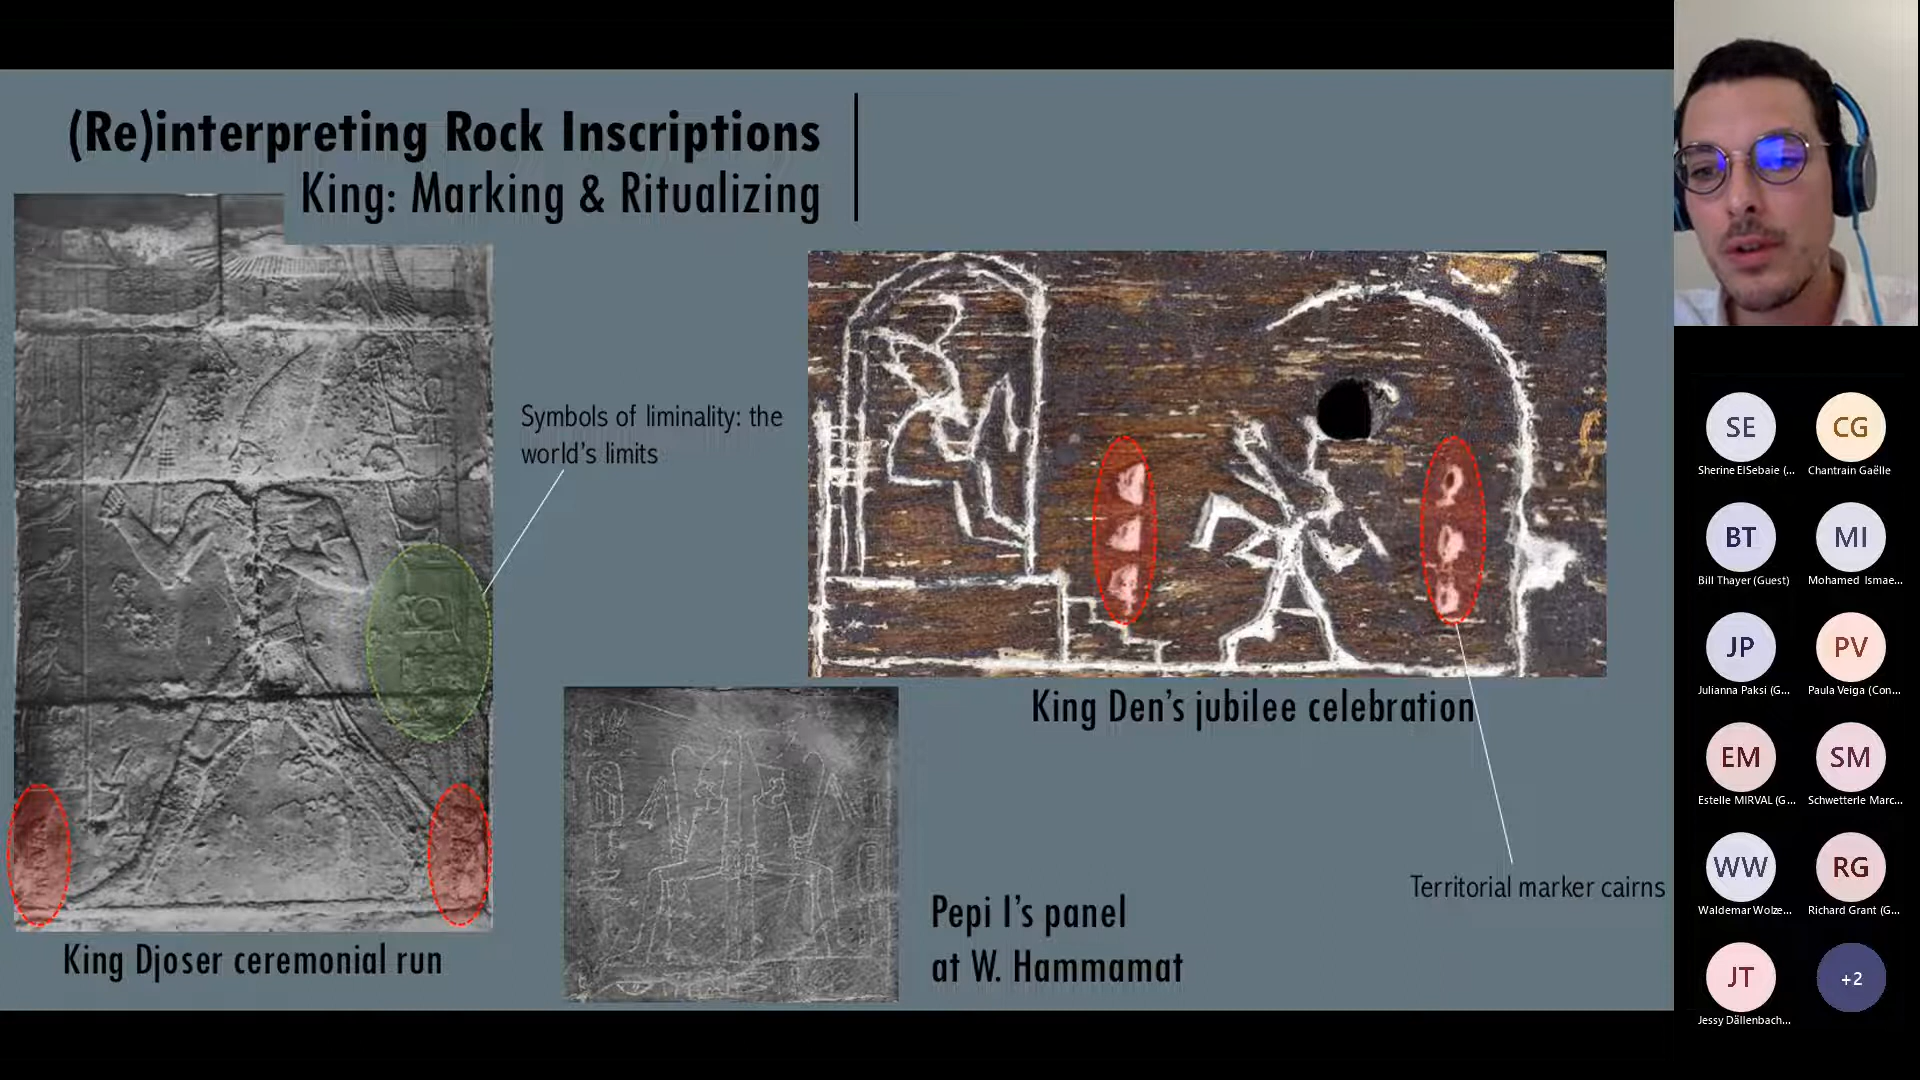 (Re)interpreting Rock Inscriptions
King: Marking & Ritualizing
Symbols of liminality: the
world's limits
King Den's jubilee celebration
Territorial marker cairns
Pepi I's panel
at W. Hammamat
King Djoser ceremonial run
SE
CG
Sherine ElSebaie (...
Chantrain Gaëlle
BT
MI
Bill Thayer (Guest)
Mohamed Ismae...
JP
PV
Julianna Paksi (G...
Paula Veiga (Con...
EM
SM
Estelle MIRVAL (G...
Schwetterle Marc...
WW
RG
Waldemar Wolze...
Richard Grant (G...
JT
+2
Jessy Dällenbach...